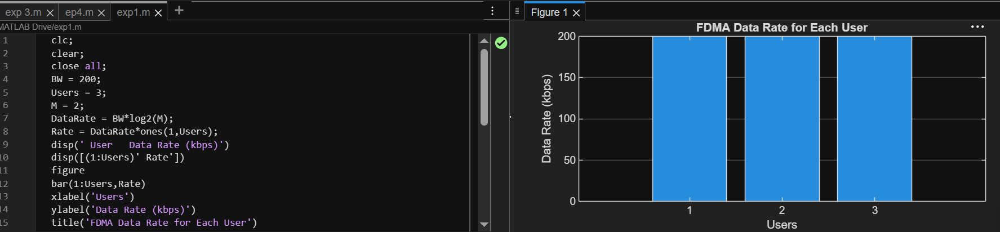 exp 3.m × ep4.m × exp1.m × +
MATLAB Drive/exp1.m
1 clc;
2 clear;
3 close all;
4 BW = 200;
5 Users = 3;
6 M = 2;
7 DataRate = BW*log2(M);
8 Rate = DataRate*ones(1,Users);
9 disp(' User   Data Rate (kbps)')
10 disp([(1:Users)' Rate'])
11 figure
12 bar(1:Users,Rate)
13 xlabel('Users')
14 ylabel('Data Rate (kbps)')
15 title('FDMA Data Rate for Each User')
Figure 1 ×
FDMA Data Rate for Each User
200
150
100
50
0
Data Rate (kbps)
1 2 3
Users